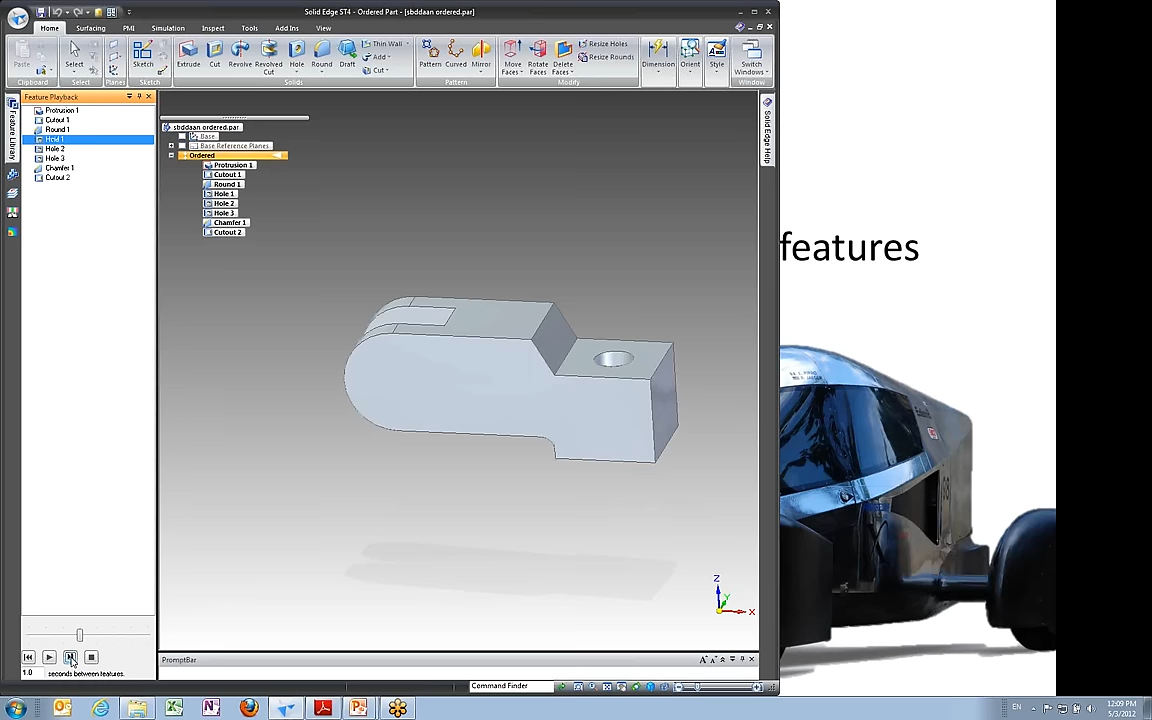 Solid Edge ST4 - Ordered Part - [sbddaan ordered.par]
Home
Surfacing
PMI
Simulation
Inspect
Sketch
Tools
Add Ins
View
Paste
Clipboard
Select
Select
Planes
Sketch
Extrude
Cut
Revolve
Revolved Cut
Hole
Round
Draft
Thin Wall
Add
Cut
Solids
Pattern
Curved
Mirror
Pattern
Move Faces
Rotate Faces
Delete Faces
Resize Holes
Resize Rounds
Modify
Dimension
Orient
Style
Switch Windows
Window
Feature Playback
Protrusion 1
Cutout 1
Round 1
Hole 1
Hole 2
Hole 3
Chamfer 1
Cutout 2
Feature Library
sbddaan ordered.par
Base
Base Reference Planes
Ordered
Protrusion 1
Cutout 1
Round 1
Hole 1
Hole 2
Hole 3
Chamfer 1
Cutout 2
Solid Edge Help
features
Z
Y
X
1.0 seconds between features.
PromptBar
Command Finder
EN
12:09 PM
5/3/2012